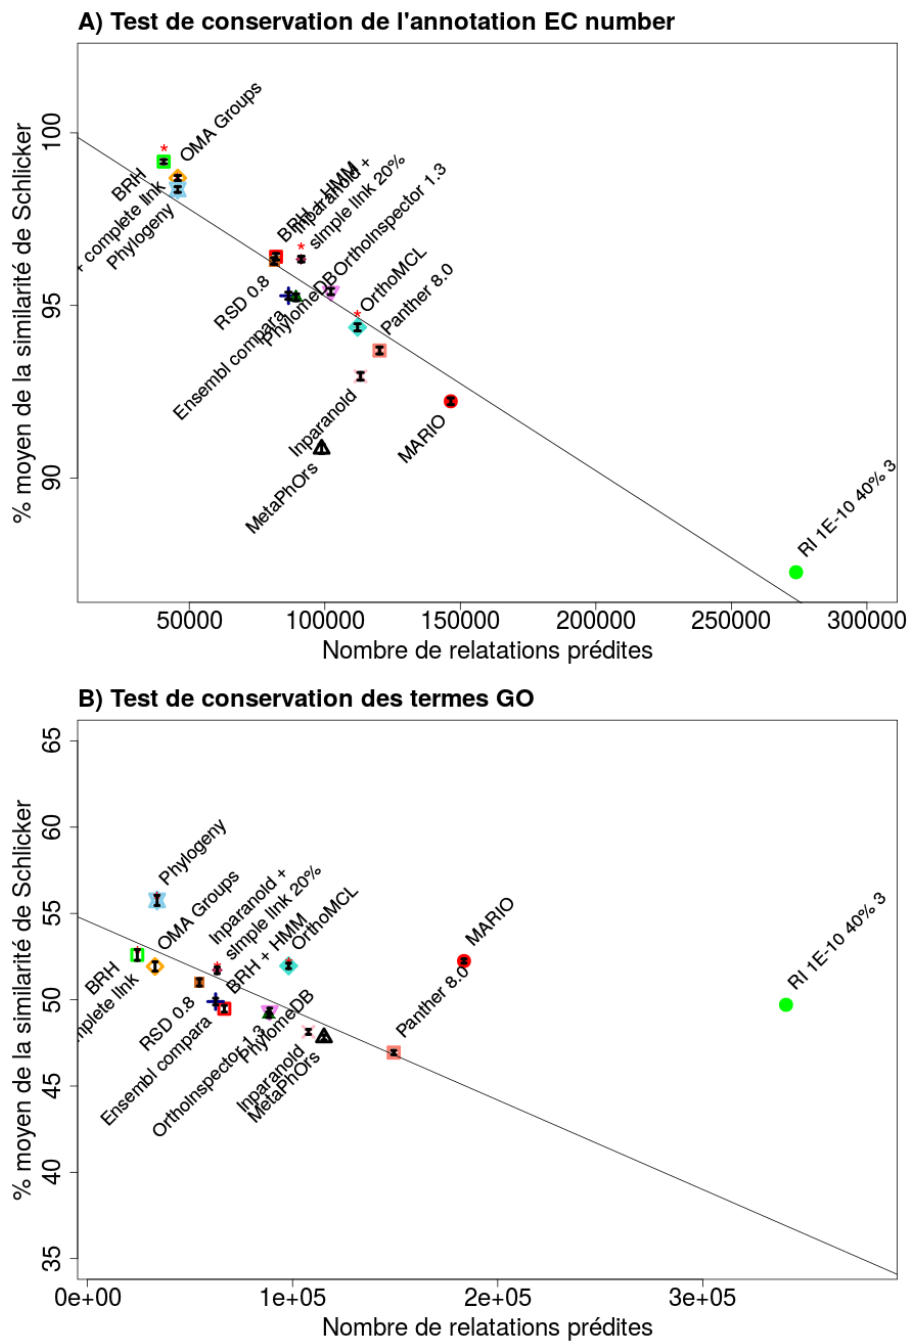 A) Test de conservation de l'annotation EC number
% moyen de la similarité de Schlicker
100
95
90
BRH
OMA Groups
+ complete link
Phylogeny
BRH + HMM
Inparanoid +
simple link 20%
RSD 0.8
Ensembl compara
PhylomeDB
OrthoInspector 1.3
OrthoMCL
Panther 8.0
Inparanoid
MetaPhOrs
MARIO
RI 1E-10 40% 3
50000
100000
150000
200000
250000
300000
Nombre de relatations prédites
B) Test de conservation des termes GO
% moyen de la similarité de Schlicker
65
60
55
50
45
40
35
Phylogeny
BRH
OMA Groups
mplete link
Inparanoid +
simple link 20%
RSD 0.8
Ensembl compara
BRH + HMM
OrthoMCL
OrthoInspector 1.3
PhylomeDB
Inparanoid
MetaPhOrs
Panther 8.0
MARIO
RI 1E-10 40% 3
0e+00
1e+05
2e+05
3e+05
Nombre de relatations prédites